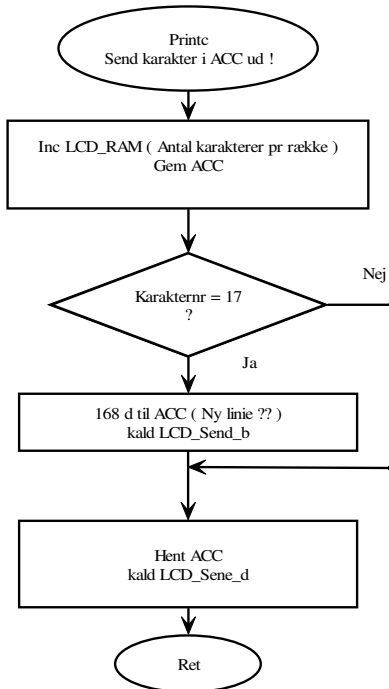 Printc
Send karakter i ACC ud !
Inc LCD_RAM ( Antal karakterer pr række )
Gem ACC
Karakternr = 17
?
Nej
Ja
168 d til ACC ( Ny linie ?? )
kald LCD_Send_b
Hent ACC
kald LCD_Sene_d
Ret